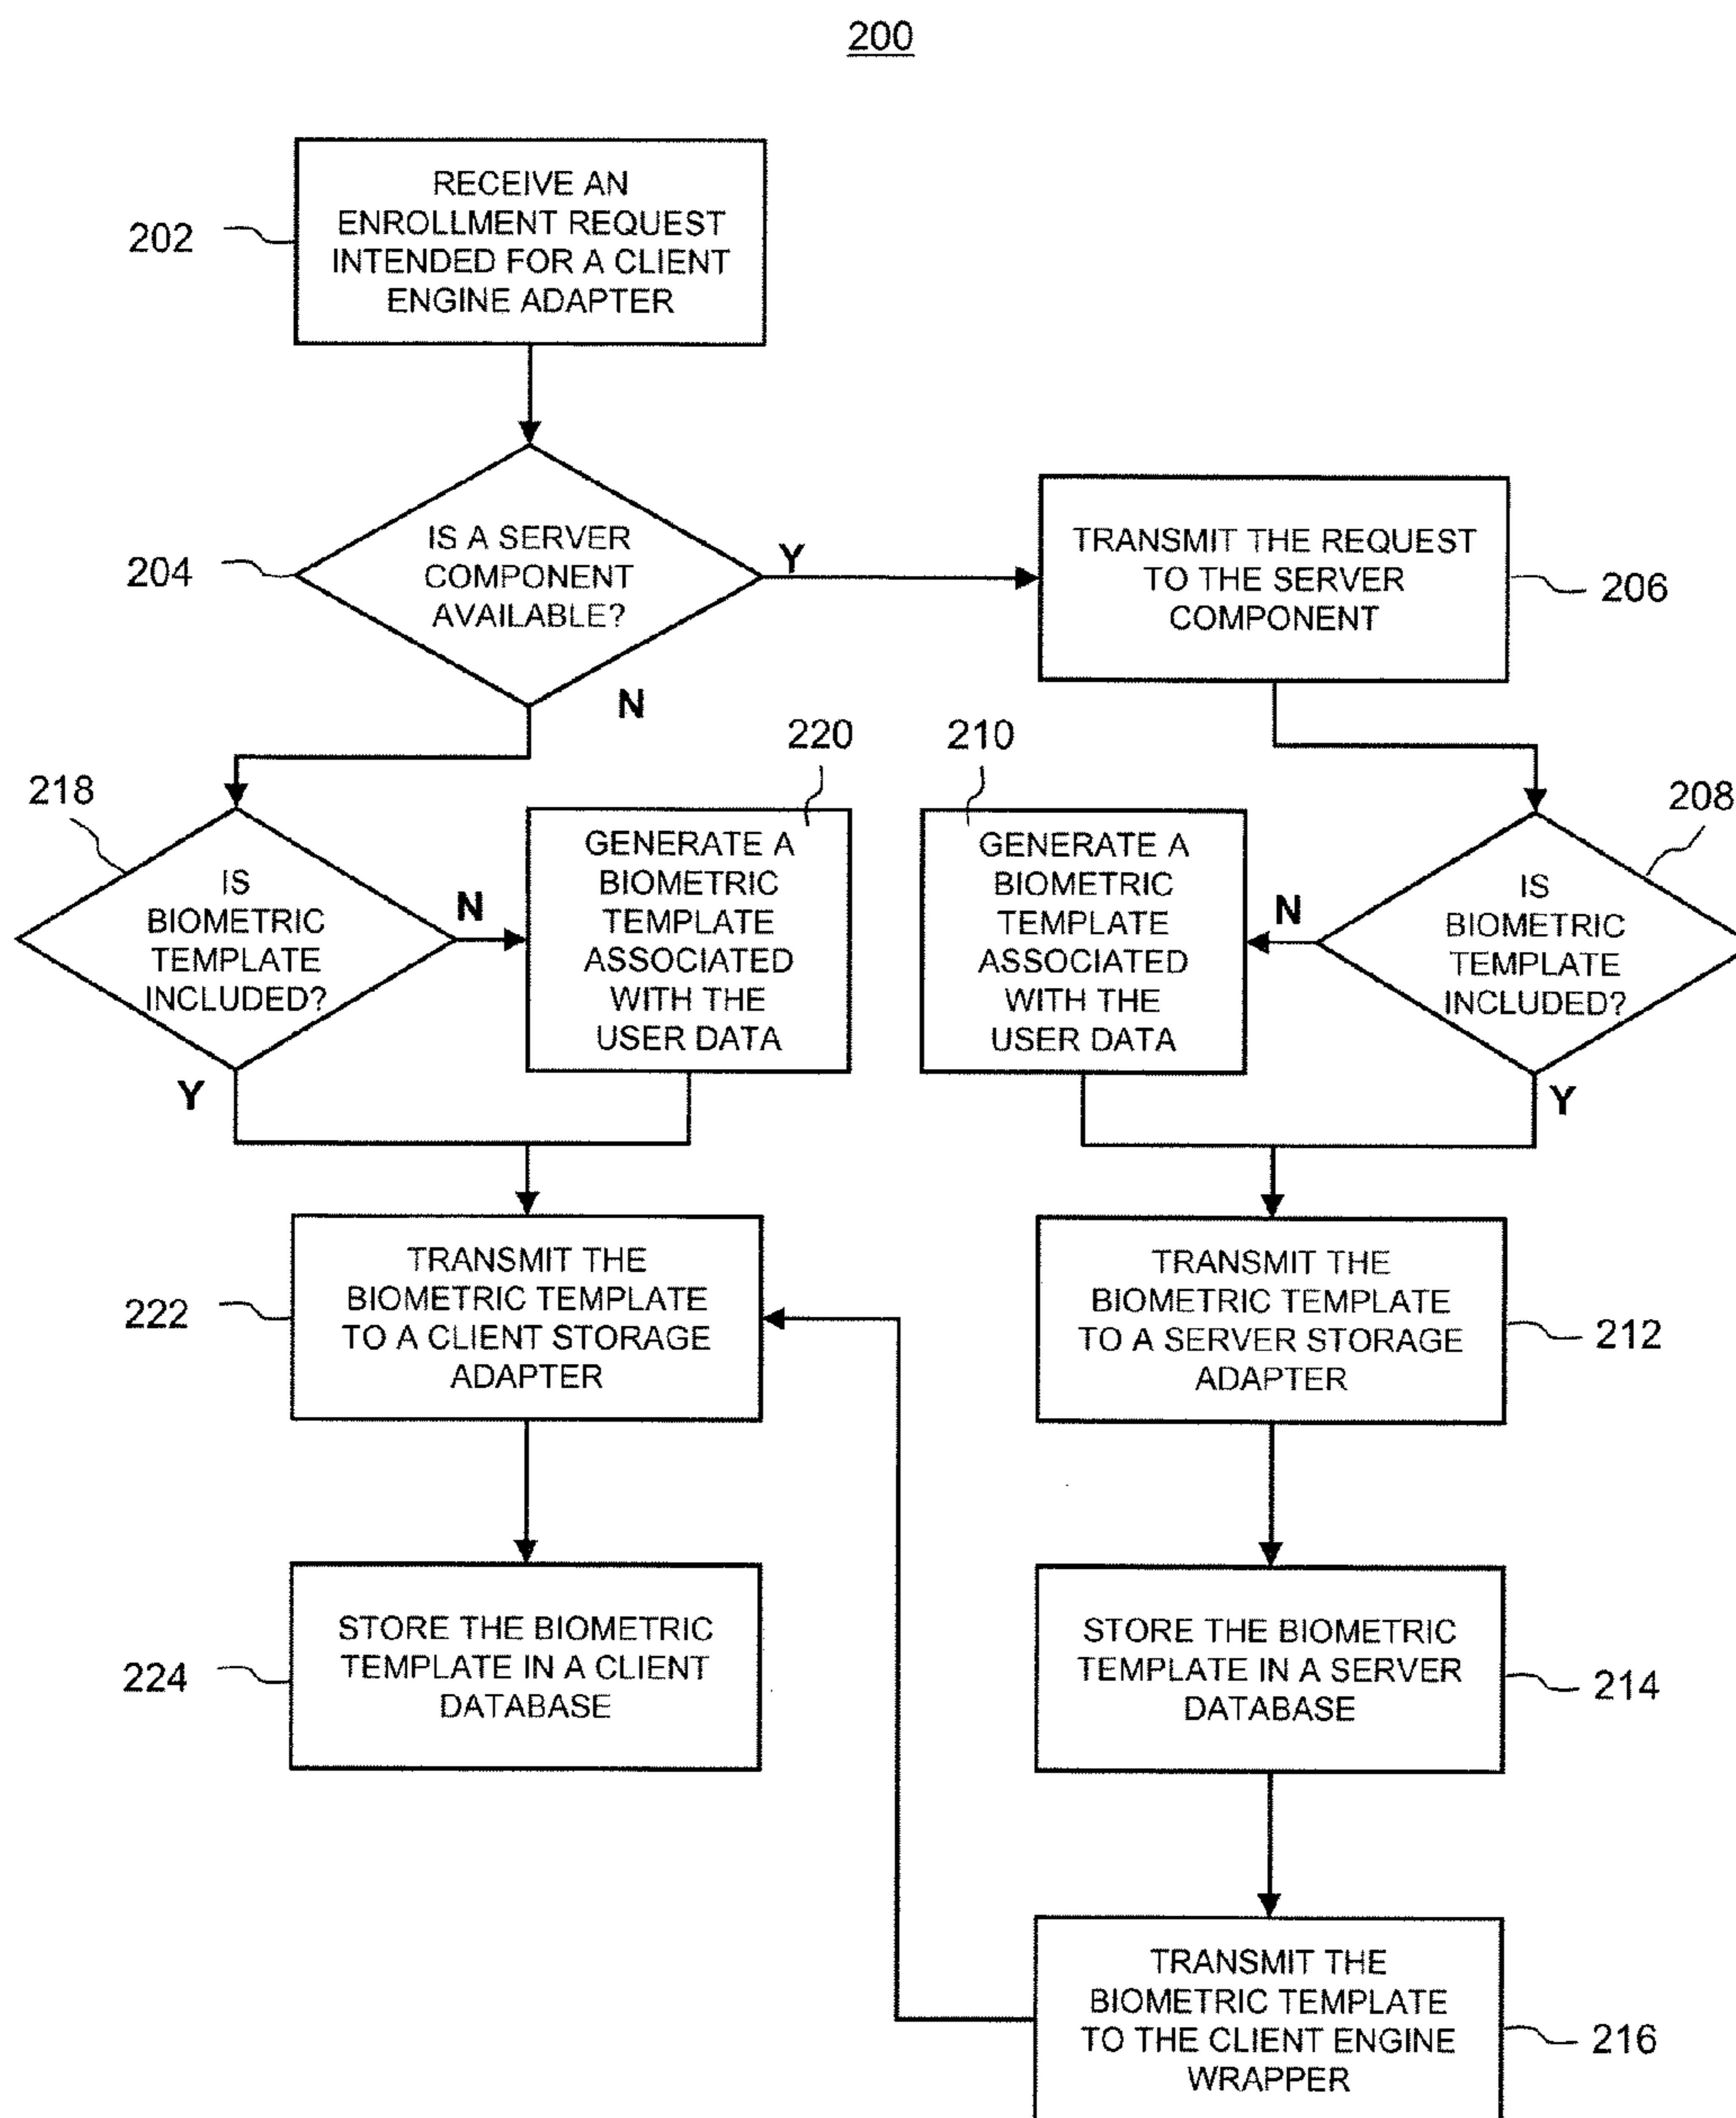 200
RECEIVE AN
ENROLLMENT REQUEST
INTENDED FOR A CLIENT
ENGINE ADAPTER
202
IS A SERVER
COMPONENT
AVAILABLE?
204
Y
N
TRANSMIT THE REQUEST
TO THE SERVER
COMPONENT
206
218
IS
BIOMETRIC
TEMPLATE
INCLUDED?
N
Y
220
GENERATE A
BIOMETRIC
TEMPLATE
ASSOCIATED
WITH THE
USER DATA
210
GENERATE A
BIOMETRIC
TEMPLATE
ASSOCIATED
WITH THE
USER DATA
208
IS
BIOMETRIC
TEMPLATE
INCLUDED?
N
Y
TRANSMIT THE
BIOMETRIC TEMPLATE
TO A CLIENT STORAGE
ADAPTER
222
TRANSMIT THE
BIOMETRIC TEMPLATE
TO A SERVER STORAGE
ADAPTER
212
STORE THE BIOMETRIC
TEMPLATE IN A CLIENT
DATABASE
224
STORE THE BIOMETRIC
TEMPLATE IN A SERVER
DATABASE
214
TRANSMIT THE
BIOMETRIC TEMPLATE
TO THE CLIENT ENGINE
WRAPPER
216